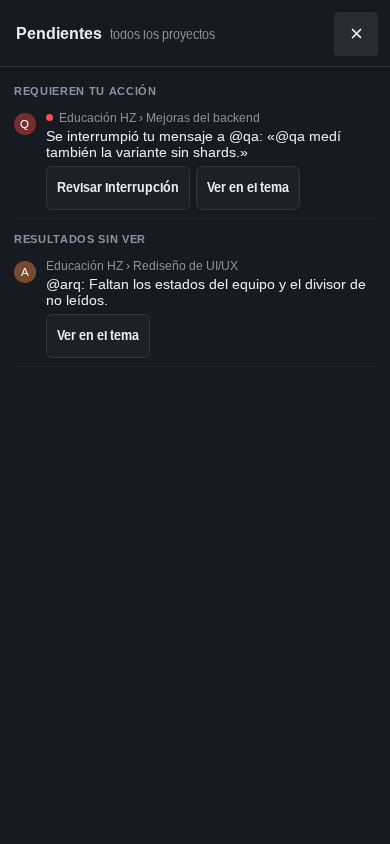 Pendientes todos los proyectos ✕
REQUIEREN TU ACCIÓN
Q
Educación HZ › Mejoras del backend
Se interrumpió tu mensaje a @qa: «@qa medí
también la variante sin shards.»
Revisar interrupción Ver en el tema
RESULTADOS SIN VER
A
Educación HZ › Rediseño de UI/UX
@arq: Faltan los estados del equipo y el divisor de
no leídos.
Ver en el tema